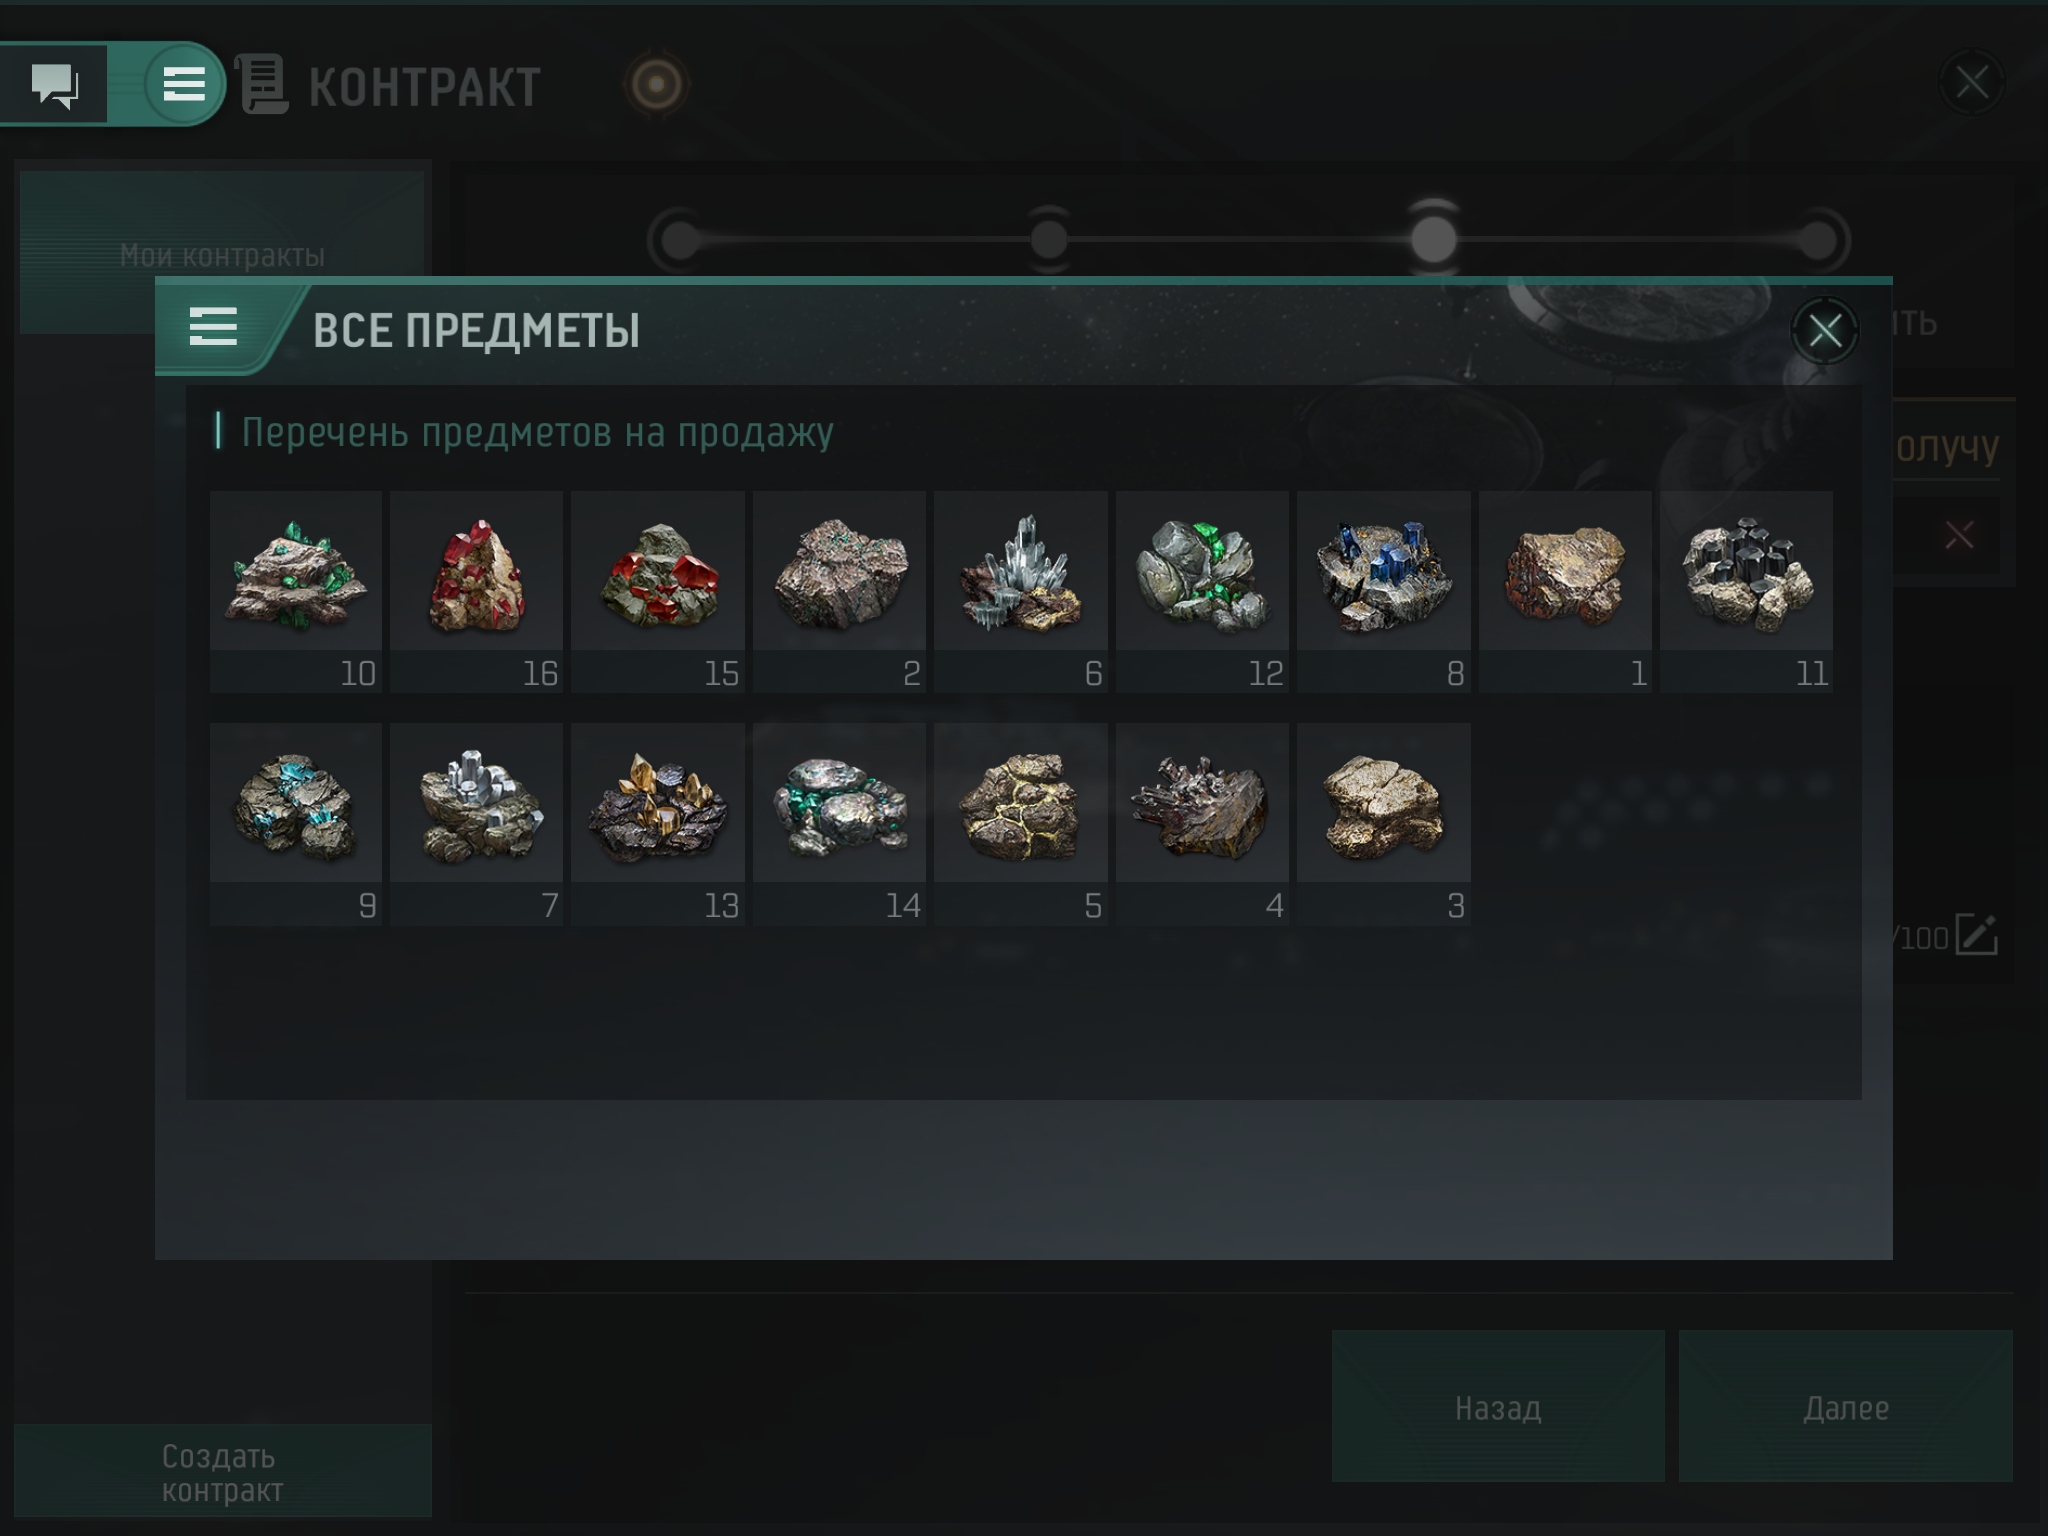 КОНТРАКТ
Мои контракты
ить
ВСЕ ПРЕДМЕТЫ
Перечень предметов на продажу
олучу
10 16 15 2 6 12 8 1 11
9 7 13 14 5 4 3
/100
Назад
Далее
Создать
контракт